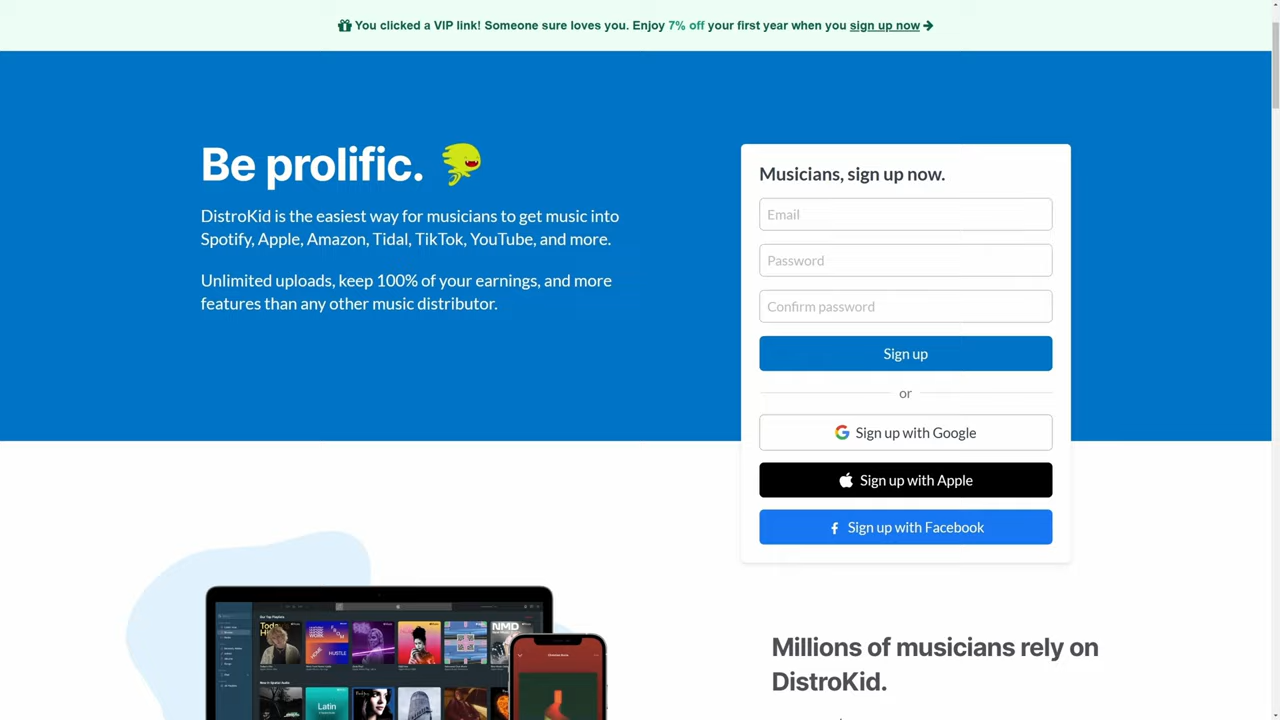 You clicked a VIP link! Someone sure loves you. Enjoy 7% off your first year when you sign up now
Be prolific.
DistroKid is the easiest way for musicians to get music into
Spotify, Apple, Amazon, Tidal, TikTok, YouTube, and more.
Unlimited uploads, keep 100% of your earnings, and more
features than any other music distributor.
Musicians, sign up now.
Email
Password
Confirm password
Sign up
or
Sign up with Google
Sign up with Apple
Sign up with Facebook
NMD
HUSTLE
Latin
Millions of musicians rely on
DistroKid.